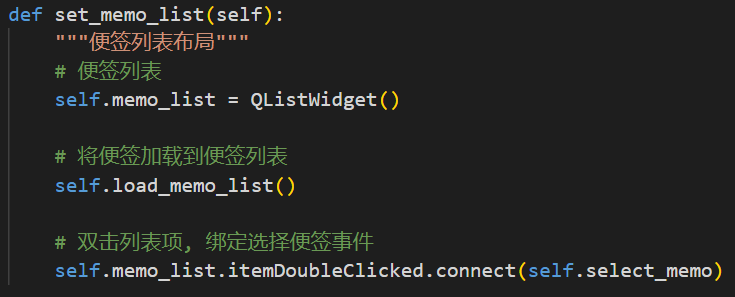 def set_memo_list(self):
"""便签列表布局"""
# 便签列表
self.memo_list = QListWidget()
# 将便签加载到便签列表
self.load_memo_list()
# 双击列表项, 绑定选择便签事件
self.memo_list.itemDoubleClicked.connect(self.select_memo)